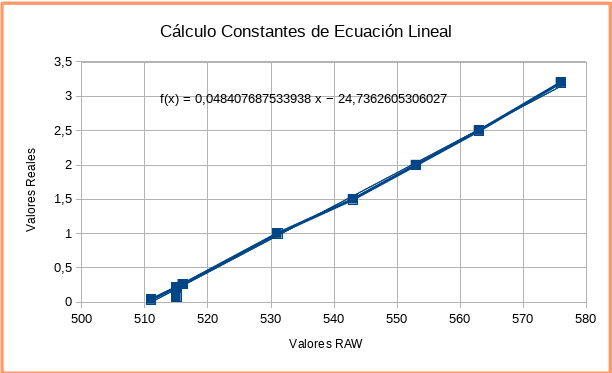 Cálculo Constantes de Ecuación Lineal
3,5
f(x) = 0,048407687533938 x − 24,7362605306027
3
2,5
2
1,5
1
0,5
0
Valores Reales
500 510 520 530 540 550 560 570 580
Valores RAW